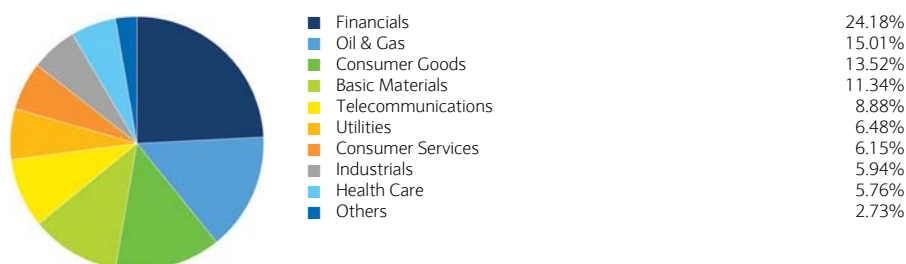 Financials 24.18%
Oil & Gas 15.01%
Consumer Goods 13.52%
Basic Materials 11.34%
Telecommunications 8.88%
Utilities 6.48%
Consumer Services 6.15%
Industrials 5.94%
Health Care 5.76%
Others 2.73%